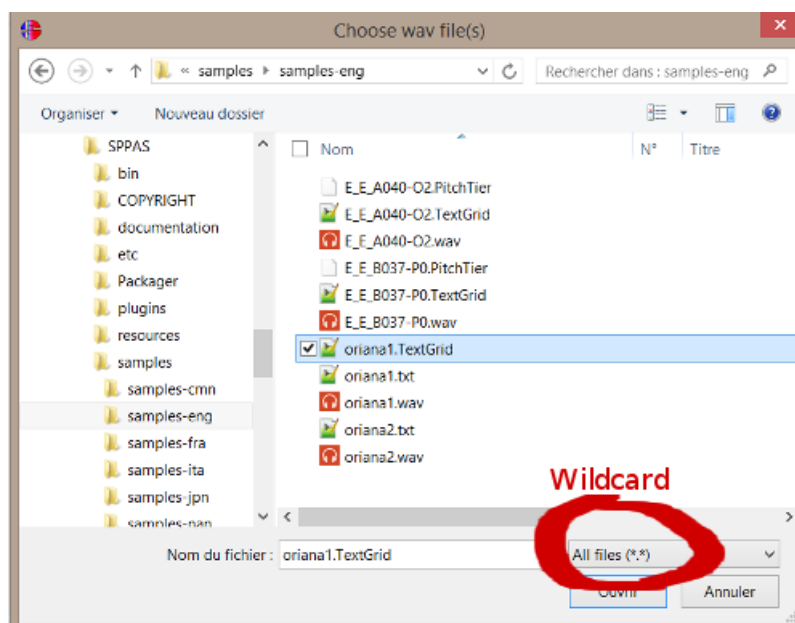 Choose wav file(s)
« samples samples-eng
Rechercher dans : samples-eng
Organiser Nouveau dossier
Nom N° Titre
SPPAS
bin
COPYRIGHT
documentation
etc
Packager
plugins
resources
samples
samples-cmn
samples-eng
samples-fra
samples-ita
samples-jpn
samples-nan
E_E_A040-O2.PitchTier
E_E_A040-O2.TextGrid
E_E_A040-O2.wav
E_E_B037-P0.PitchTier
E_E_B037-P0.TextGrid
E_E_B037-P0.wav
oriana1.TextGrid
oriana1.txt
oriana1.wav
oriana2.txt
oriana2.wav
Wildcard
Nom du fichier : oriana1.TextGrid All files (*.*)
Ouvrir Annuler